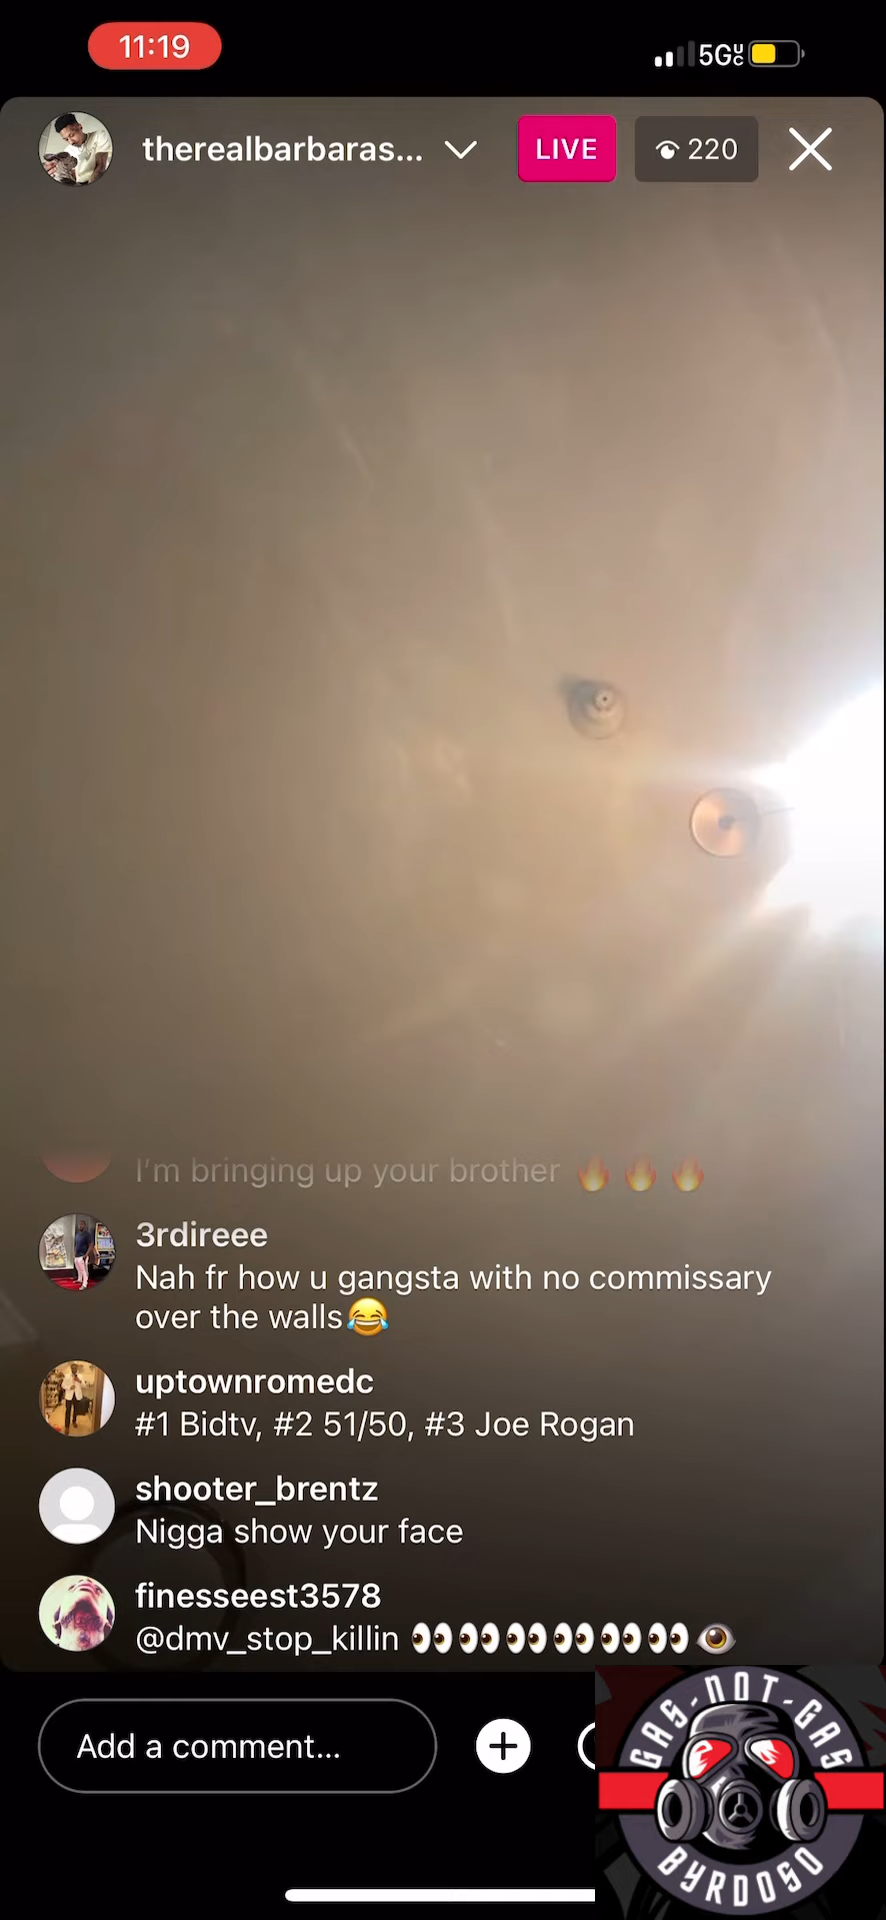 11:19
5GUC
therealbarbaras...
LIVE
220
I'm bringing up your brother 🔥 🔥 🔥
3rdireee
Nah fr how u gangsta with no commissary
over the walls😂
uptownromedc
#1 Bidtv, #2 51/50, #3 Joe Rogan
shooter_brentz
Nigga show your face
finesseest3578
@dmv_stop_killin 👀👀👀👀👀👀👁️
Add a comment...
GAS-NOT-GAS
BYRDOSO